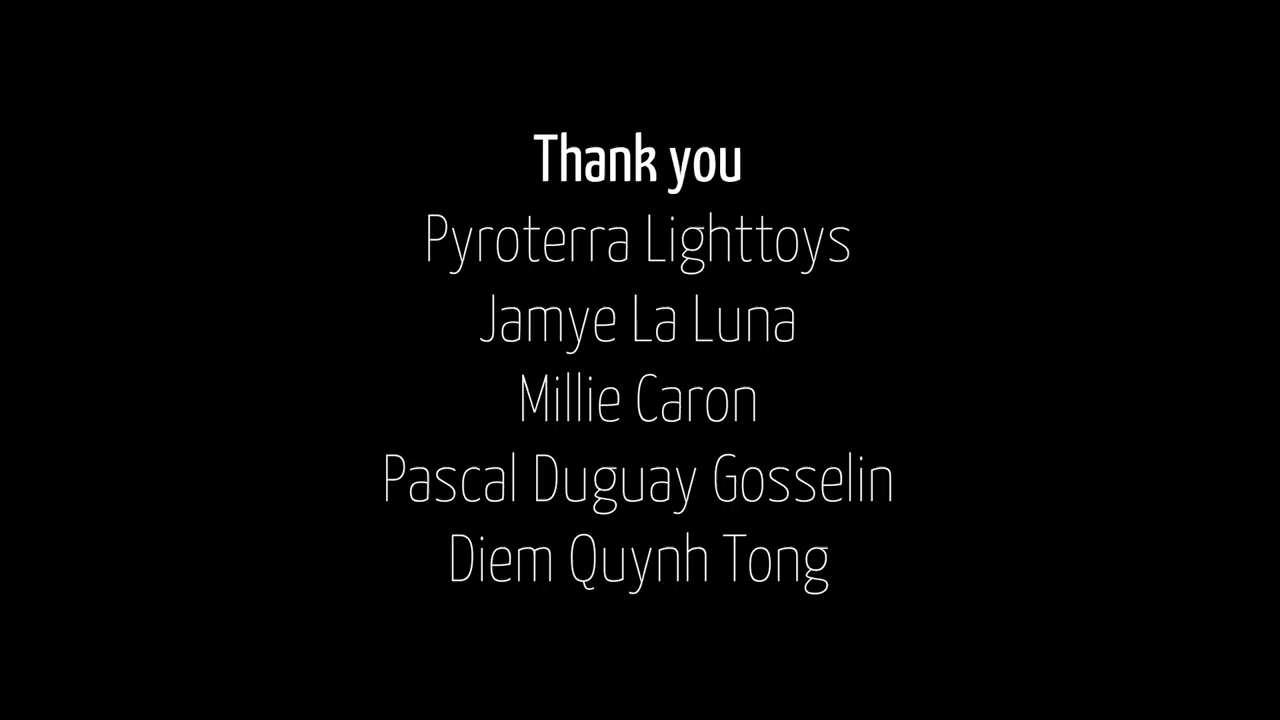 Thank you
Pyroterra Lighttoys
Jamye La Luna
Millie Caron
Pascal Duguay Gosselin
Diem Quynh Tong